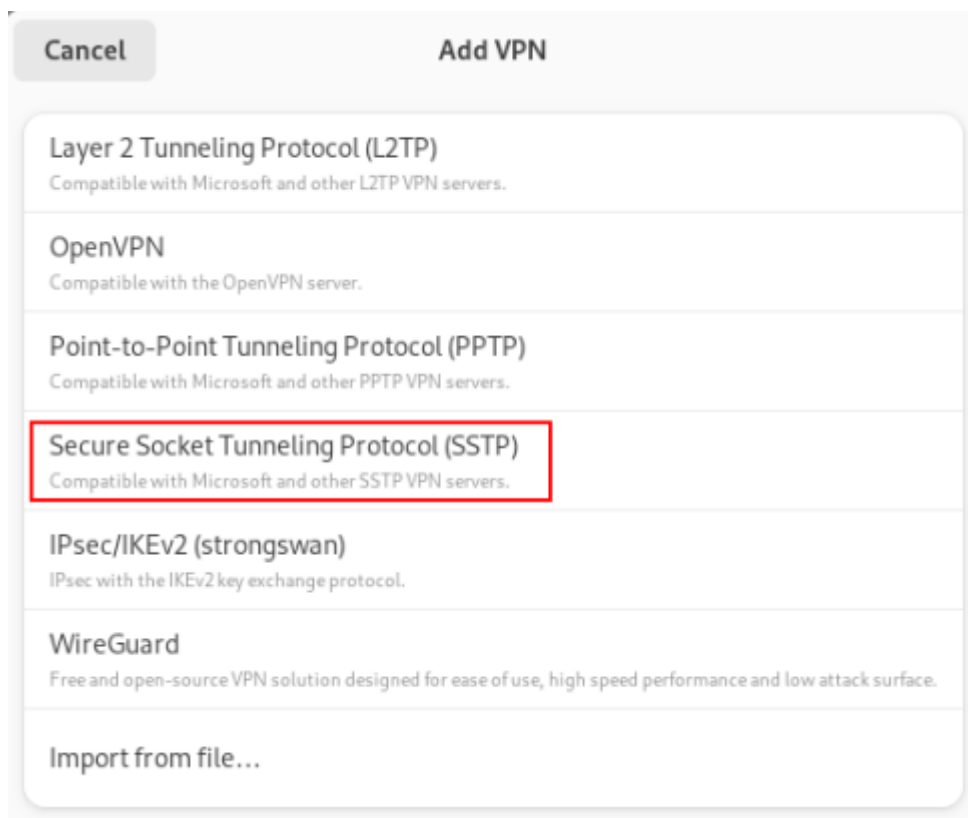 Cancel
Add VPN
Layer 2 Tunneling Protocol (L2TP)
Compatible with Microsoft and other L2TP VPN servers.
OpenVPN
Compatible with the OpenVPN server.
Point-to-Point Tunneling Protocol (PPTP)
Compatible with Microsoft and other PPTP VPN servers.
Secure Socket Tunneling Protocol (SSTP)
Compatible with Microsoft and other SSTP VPN servers.
IPsec/IKEv2 (strongswan)
IPsec with the IKEv2 key exchange protocol.
WireGuard
Free and open-source VPN solution designed for ease of use, high speed performance and low attack surface.
Import from file…